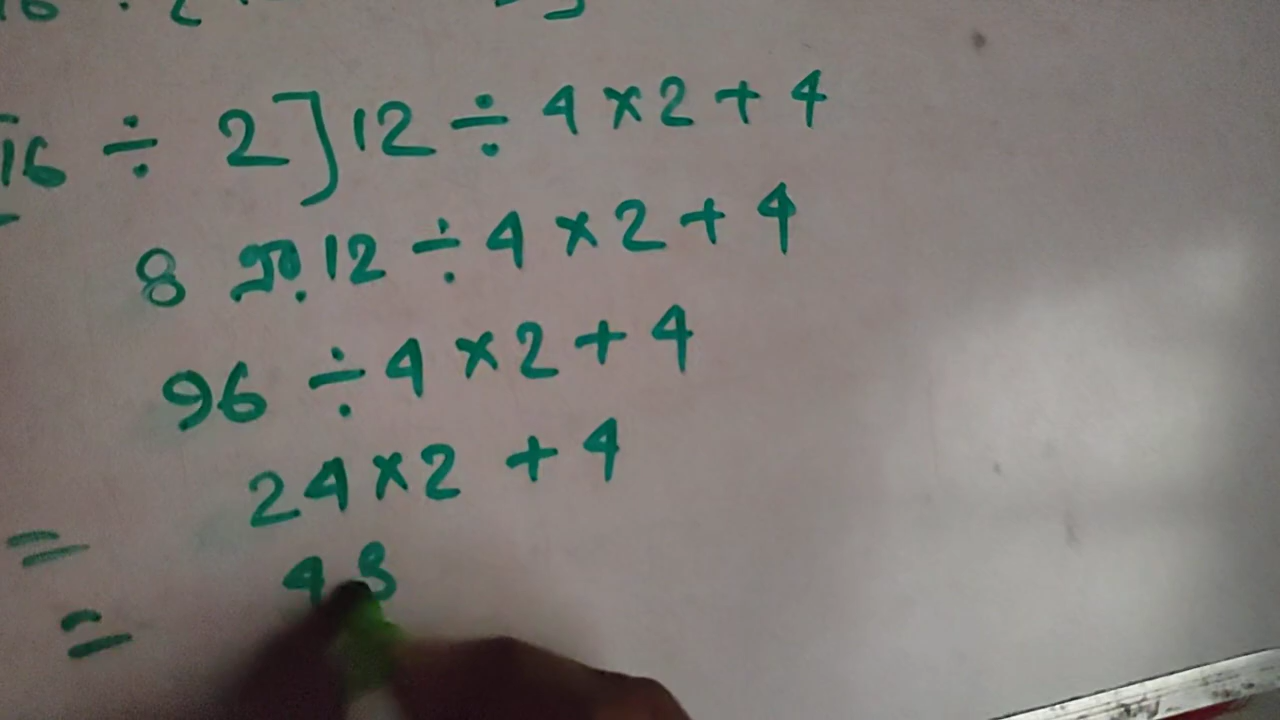 16 ÷ 2] 12 ÷ 4 × 2 + 4
8 का 12 ÷ 4 × 2 + 4
96 ÷ 4 × 2 + 4
= 24 × 2 + 4
= 48